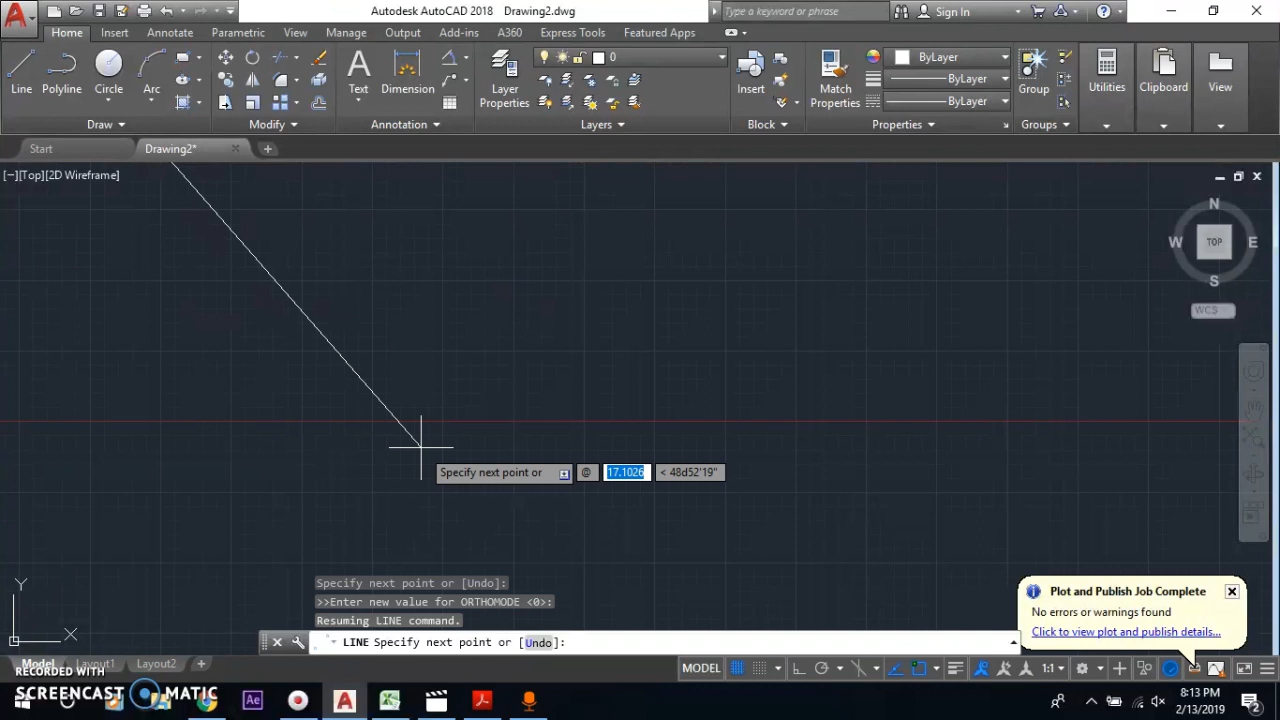 Autodesk AutoCAD 2018 Drawing2.dwg
Type a keyword or phrase
Sign In
Home Insert Annotate Parametric View Manage Output Add-ins A360 Express Tools Featured Apps
Line Polyline Circle Arc
Text Dimension
Layer Properties
0
Insert
Match Properties
ByLayer
ByLayer
ByLayer
Group
Utilities
Clipboard
View
Draw Modify Annotation Layers Block Properties Groups
Start Drawing2*
[−][Top][2D Wireframe]
N
W TOP E
S
WCS
Specify next point or @ 17.1026 < 48d52'19"
Y
X
Specify next point or [Undo]:
>>Enter new value for ORTHOMODE <0>:
Resuming LINE command.
LINE Specify next point or [Undo]:
Plot and Publish Job Complete
No errors or warnings found
Click to view plot and publish details...
Model Layout1 Layout2
MODEL 1:1
RECORDED WITH
SCREENCAST MATIC
Ae
A
8:13 PM
2/13/2019
2